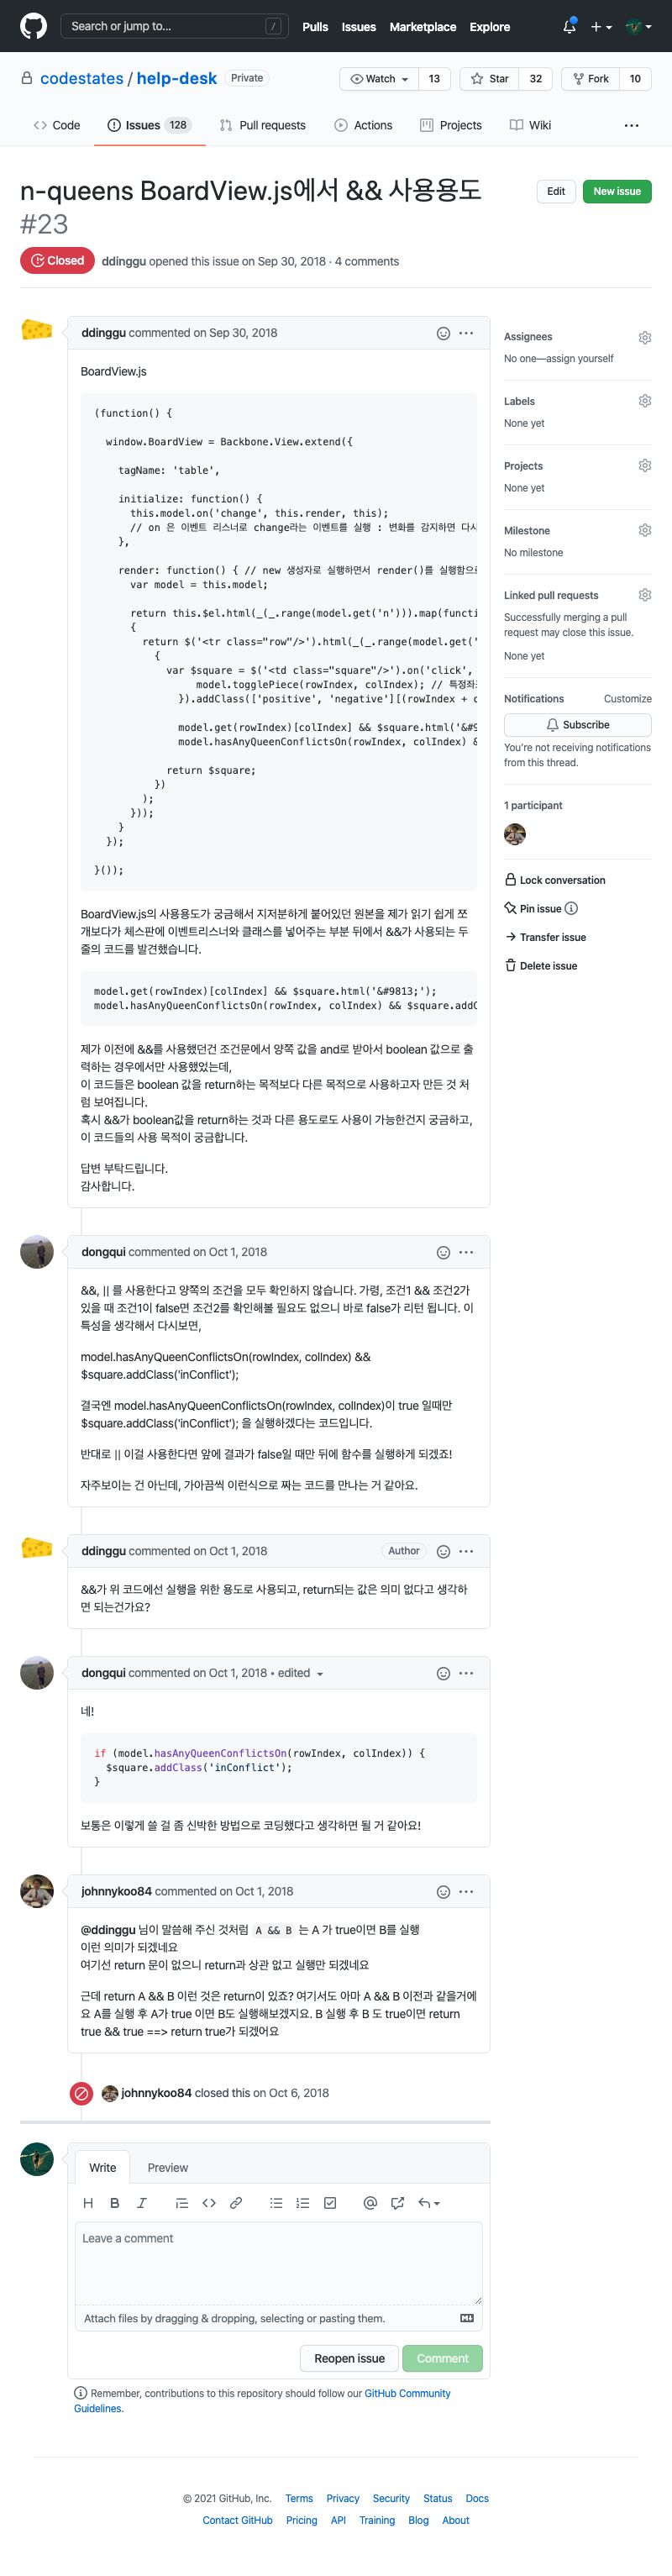 Search or jump to...
/
Pulls
Issues
Marketplace
Explore
codestates / help-desk
Private
Watch
13
Star
32
Fork
10
Code
Issues 128
Pull requests
Actions
Projects
Wiki
n-queens BoardView.js에서 && 사용용도
#23
Edit
New issue
Closed
ddinggu opened this issue on Sep 30, 2018 · 4 comments
ddinggu commented on Sep 30, 2018
BoardView.js
(function() {
window.BoardView = Backbone.View.extend({
tagName: 'table',
initialize: function() {
this.model.on('change', this.render, this);
// on 은 이벤트 리스너로 change라는 이벤트를 실행 : 변화를 감지하면 다시
},
render: function() { // new 생성자로 실행하면서 render()를 실행함으로
var model = this.model;
return this.$el.html(_(_.range(model.get('n'))).map(functi
{
return $('<tr class="row"/>').html(_(_.range(model.get('
{
var $square = $('<td class="square"/>').on('click',
model.togglePiece(rowIndex, colIndex); // 특정좌표
}).addClass(['positive', 'negative'][(rowIndex + c
model.get(rowIndex)[colIndex] && $square.html('&#9
model.hasAnyQueenConflictsOn(rowIndex, colIndex) &
return $square;
})
);
}));
}
});
}());
BoardView.js의 사용용도가 궁금해서 지저분하게 붙어있던 원본을 제가 읽기 쉽게 쪼
개보다가 체스판에 이벤트리스너와 클래스를 넣어주는 부분 뒤에서 &&가 사용되는 두
줄의 코드를 발견했습니다.
model.get(rowIndex)[colIndex] && $square.html('&#9813;');
model.hasAnyQueenConflictsOn(rowIndex, colIndex) && $square.addC
제가 이전에 &&를 사용했던건 조건문에서 양쪽 값을 and로 받아서 boolean 값으로 출
력하는 경우에서만 사용했었는데,
이 코드들은 boolean 값을 return하는 목적보다 다른 목적으로 사용하고자 만든 것 처
럼 보여집니다.
혹시 &&가 boolean값을 return하는 것과 다른 용도로도 사용이 가능한건지 궁금하고,
이 코드들의 사용 목적이 궁금합니다.
답변 부탁드립니다.
감사합니다.
dongqui commented on Oct 1, 2018
&&, || 를 사용한다고 양쪽의 조건을 모두 확인하지 않습니다. 가령, 조건1 && 조건2가
있을 때 조건1이 false면 조건2를 확인해볼 필요도 없으니 바로 false가 리턴 됩니다. 이
특성을 생각해서 다시보면,
model.hasAnyQueenConflictsOn(rowIndex, colIndex) &&
$square.addClass('inConflict');
결국엔 model.hasAnyQueenConflictsOn(rowIndex, colIndex)이 true 일때만
$square.addClass('inConflict'); 을 실행하겠다는 코드입니다.
반대로 || 이걸 사용한다면 앞에 결과가 false일 때만 뒤에 함수를 실행하게 되겠죠!
자주보이는 건 아닌데, 가아끔씩 이런식으로 짜는 코드를 만나는 거 같아요.
ddinggu commented on Oct 1, 2018
Author
&&가 위 코드에선 실행을 위한 용도로 사용되고, return되는 값은 의미 없다고 생각하
면 되는건가요?
dongqui commented on Oct 1, 2018 • edited
네!
if (model.hasAnyQueenConflictsOn(rowIndex, colIndex)) {
$square.addClass('inConflict');
}
보통은 이렇게 쓸 걸 좀 신박한 방법으로 코딩했다고 생각하면 될 거 같아요!
johnnykoo84 commented on Oct 1, 2018
@ddinggu 님이 말씀해 주신 것처럼 A && B 는 A 가 true이면 B를 실행
이런 의미가 되겠네요
여기선 return 문이 없으니 return과 상관 없고 실행만 되겠네요
근데 return A && B 이런 것은 return이 있죠? 여기서도 아마 A && B 이전과 같을거에
요 A를 실행 후 A가 true 이면 B도 실행해보겠지요. B 실행 후 B 도 true이면 return
true && true ==> return true가 되겠어요
johnnykoo84 closed this on Oct 6, 2018
Assignees
No one—assign yourself
Labels
None yet
Projects
None yet
Milestone
No milestone
Linked pull requests
Successfully merging a pull
request may close this issue.
None yet
Notifications
Customize
Subscribe
You're not receiving notifications
from this thread.
1 participant
Lock conversation
Pin issue
Transfer issue
Delete issue
Write
Preview
Leave a comment
Attach files by dragging & dropping, selecting or pasting them.
Reopen issue
Comment
Remember, contributions to this repository should follow our GitHub Community
Guidelines.
© 2021 GitHub, Inc.
Terms
Privacy
Security
Status
Docs
Contact GitHub
Pricing
API
Training
Blog
About